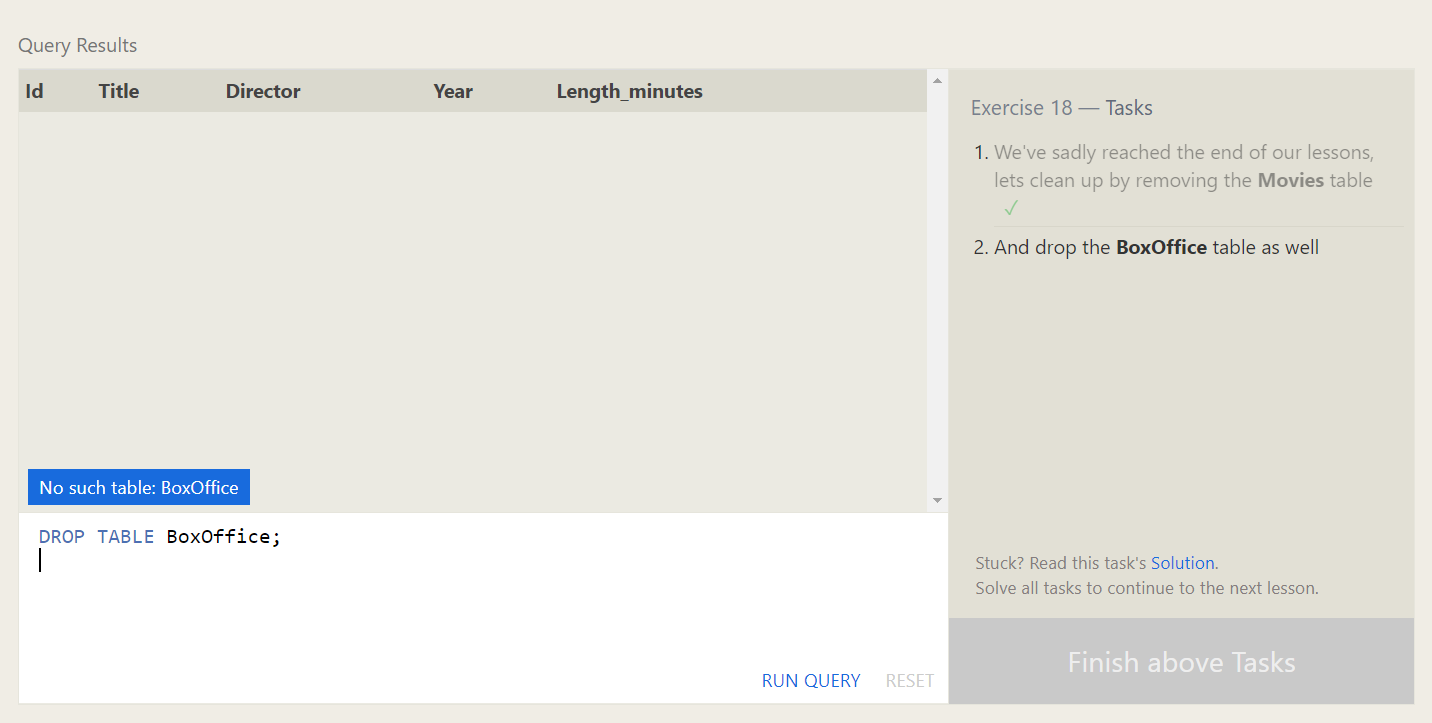 Query Results
Id Title Director Year Length_minutes
No such table: BoxOffice
DROP TABLE BoxOffice;
RUN QUERY RESET
Exercise 18 — Tasks
1. We've sadly reached the end of our lessons,
lets clean up by removing the Movies table
✓
2. And drop the BoxOffice table as well
Stuck? Read this task's Solution.
Solve all tasks to continue to the next lesson.
Finish above Tasks